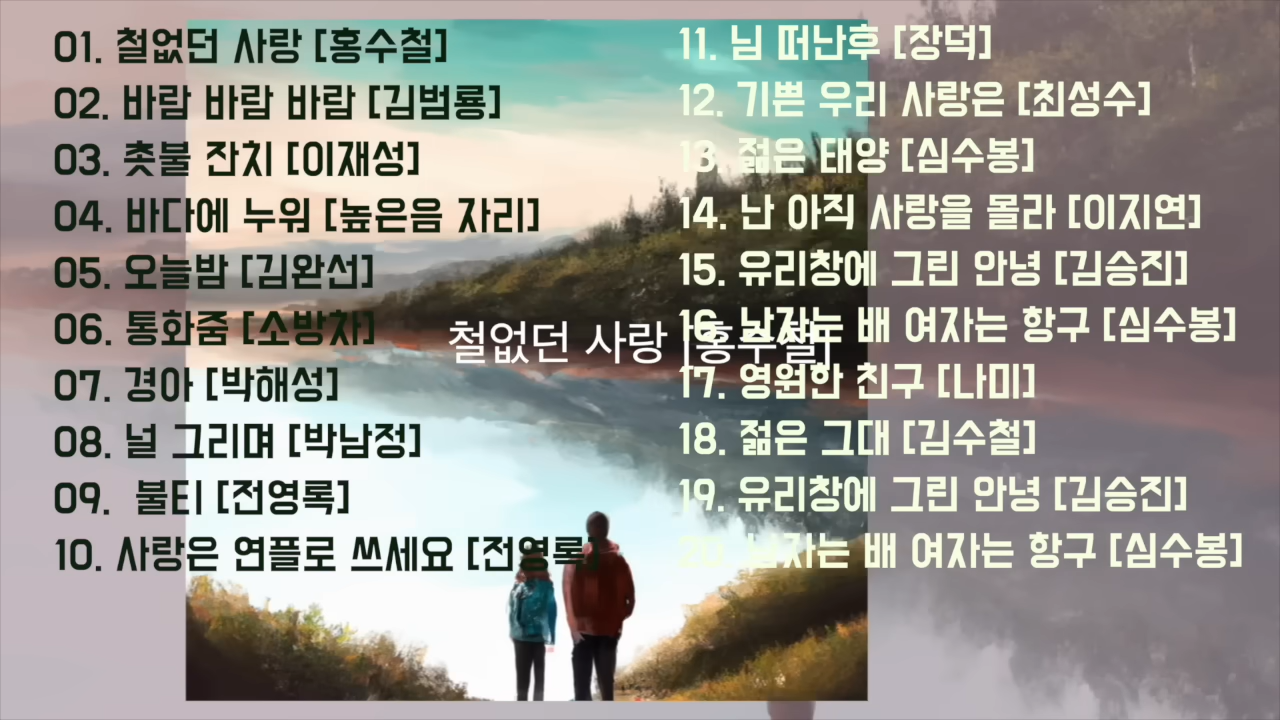 01. 철없던 사랑 [홍수철]
02. 바람 바람 바람 [김범룡]
03. 촛불 잔치 [이재성]
04. 바다에 누워 [높은음 자리]
05. 오늘밤 [김완선]
06. 통화줌 [소방차]
07. 경아 [박해성]
08. 널 그리며 [박남정]
09. 불티 [전영록]
10. 사랑은 연플로 쓰세요 [전영록]
철없던 사랑 [홍수철]
11. 님 떠난후 [장덕]
12. 기쁜 우리 사랑은 [최성수]
13. 젊은 태양 [심수봉]
14. 난 아직 사랑을 몰라 [이지연]
15. 유리창에 그린 안녕 [김승진]
16. 남자는 배 여자는 항구 [심수봉]
17. 영원한 친구 [나미]
18. 젊은 그대 [김수철]
19. 유리창에 그린 안녕 [김승진]
20. 남자는 배 여자는 항구 [심수봉]